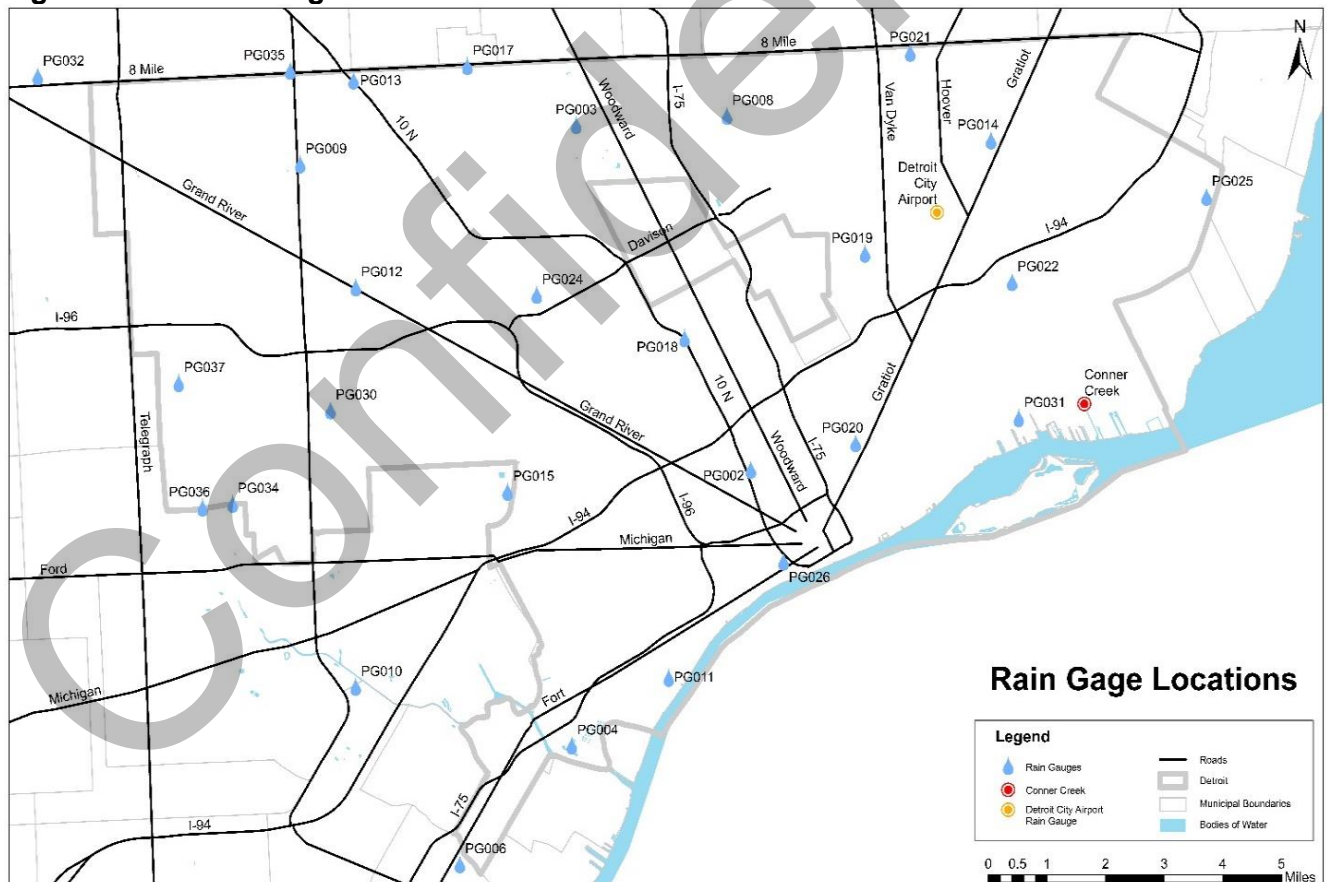 N
PG032
8 Mile
PG035
PG013
PG017
8 Mile
PG021
Woodward
I-75
Van Dyke
Hoover
Gratiot
PG003
PG008
PG014
10 N
PG009
Detroit
City
Airport
PG025
Grand River
Davison
PG019
I-94
PG012
PG024
PG022
I-96
PG018
PG037
PG030
10 N
Gratiot
Conner
Creek
Telegraph
Grand River
PG031
PG020
Woodward
I-75
PG002
PG015
PG036
PG034
I-96
I-94
Michigan
Ford
PG026
PG010
PG011
Michigan
Fort
PG004
I-75
I-94
PG006
Rain Gage Locations
Legend
Rain Gauges
Conner Creek
Detroit City Airport
Rain Gauge
Roads
Detroit
Municipal Boundaries
Bodies of Water
0 0.5 1 2 3 4 5
Miles
Confide